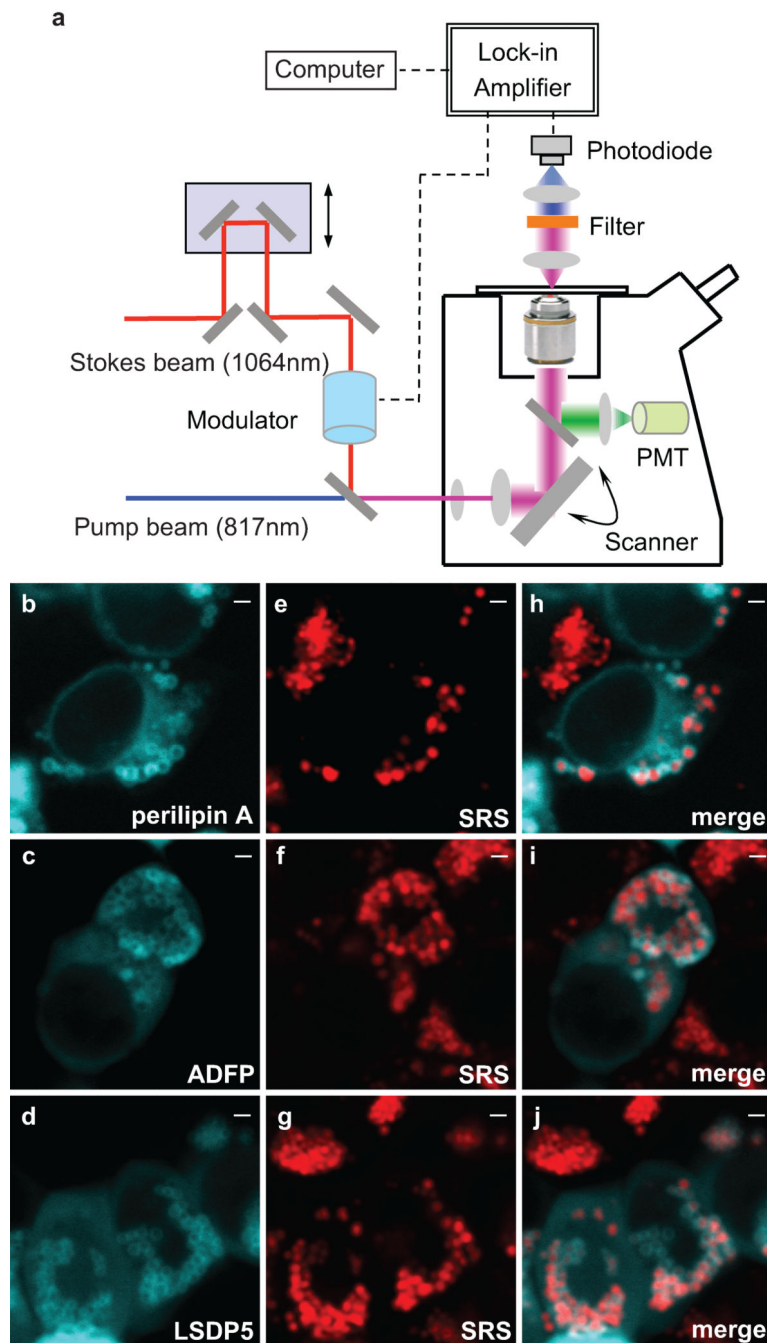 a
Lock-in
Amplifier
Computer
Photodiode
Filter
Stokes beam (1064nm)
Modulator
PMT
Pump beam (817nm)
Scanner
b
perilipin A
e
SRS
h
merge
c
ADFP
f
SRS
i
merge
d
LSDP5
g
SRS
j
merge